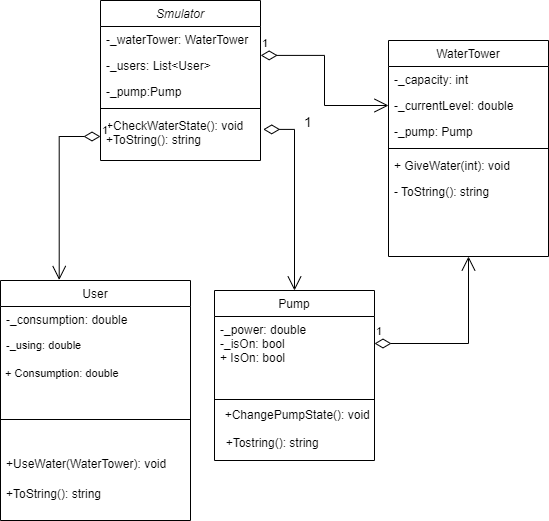 Smulator
-_waterTower: WaterTower
-_users: List<User>
-_pump:Pump
+CheckWaterState(): void
+ToString(): string
1
1
1
WaterTower
-_capacity: int
-_currentLevel: double
-_pump: Pump
+ GiveWater(int): void
- ToString(): string
User
-_consumption: double
-_using: double
+ Consumption: double
+UseWater(WaterTower): void
+ToString(): string
Pump
-_power: double
-_isOn: bool
+ IsOn: bool
+ChangePumpState(): void
+Tostring(): string
1